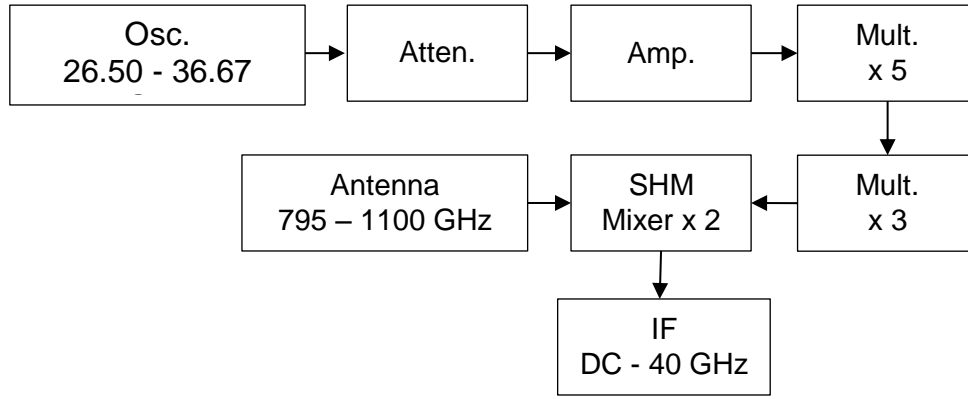 Osc.
26.50 - 36.67
Atten.
Amp.
Mult.
x 5
Antenna
795 – 1100 GHz
SHM
Mixer x 2
Mult.
x 3
IF
DC - 40 GHz